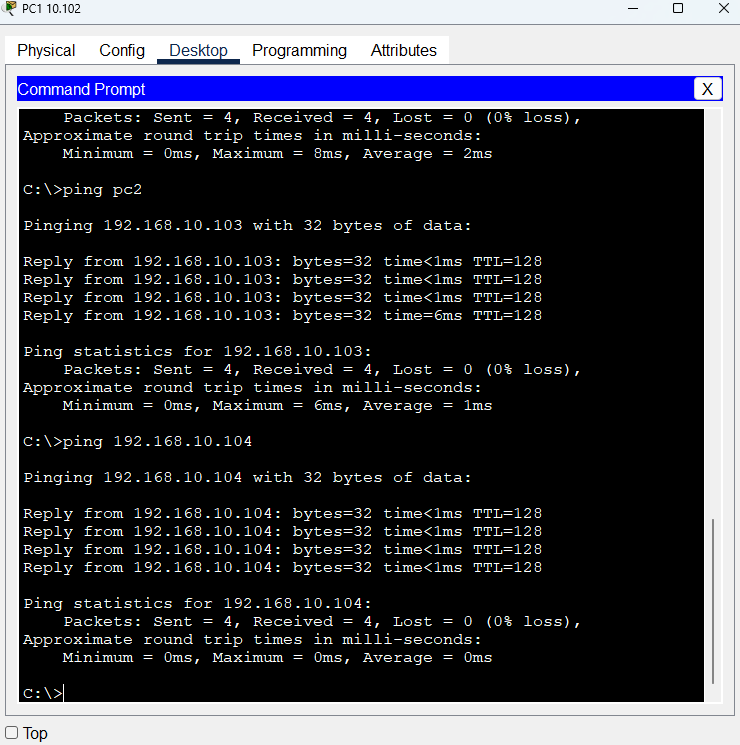 PC1 10.102
Physical Config Desktop Programming Attributes
Command Prompt X
Packets: Sent = 4, Received = 4, Lost = 0 (0% loss),
Approximate round trip times in milli-seconds:
Minimum = 0ms, Maximum = 8ms, Average = 2ms
C:\>ping pc2
Pinging 192.168.10.103 with 32 bytes of data:
Reply from 192.168.10.103: bytes=32 time<1ms TTL=128
Reply from 192.168.10.103: bytes=32 time<1ms TTL=128
Reply from 192.168.10.103: bytes=32 time<1ms TTL=128
Reply from 192.168.10.103: bytes=32 time=6ms TTL=128
Ping statistics for 192.168.10.103:
Packets: Sent = 4, Received = 4, Lost = 0 (0% loss),
Approximate round trip times in milli-seconds:
Minimum = 0ms, Maximum = 6ms, Average = 1ms
C:\>ping 192.168.10.104
Pinging 192.168.10.104 with 32 bytes of data:
Reply from 192.168.10.104: bytes=32 time<1ms TTL=128
Reply from 192.168.10.104: bytes=32 time<1ms TTL=128
Reply from 192.168.10.104: bytes=32 time<1ms TTL=128
Reply from 192.168.10.104: bytes=32 time<1ms TTL=128
Ping statistics for 192.168.10.104:
Packets: Sent = 4, Received = 4, Lost = 0 (0% loss),
Approximate round trip times in milli-seconds:
Minimum = 0ms, Maximum = 0ms, Average = 0ms
C:\>
Top